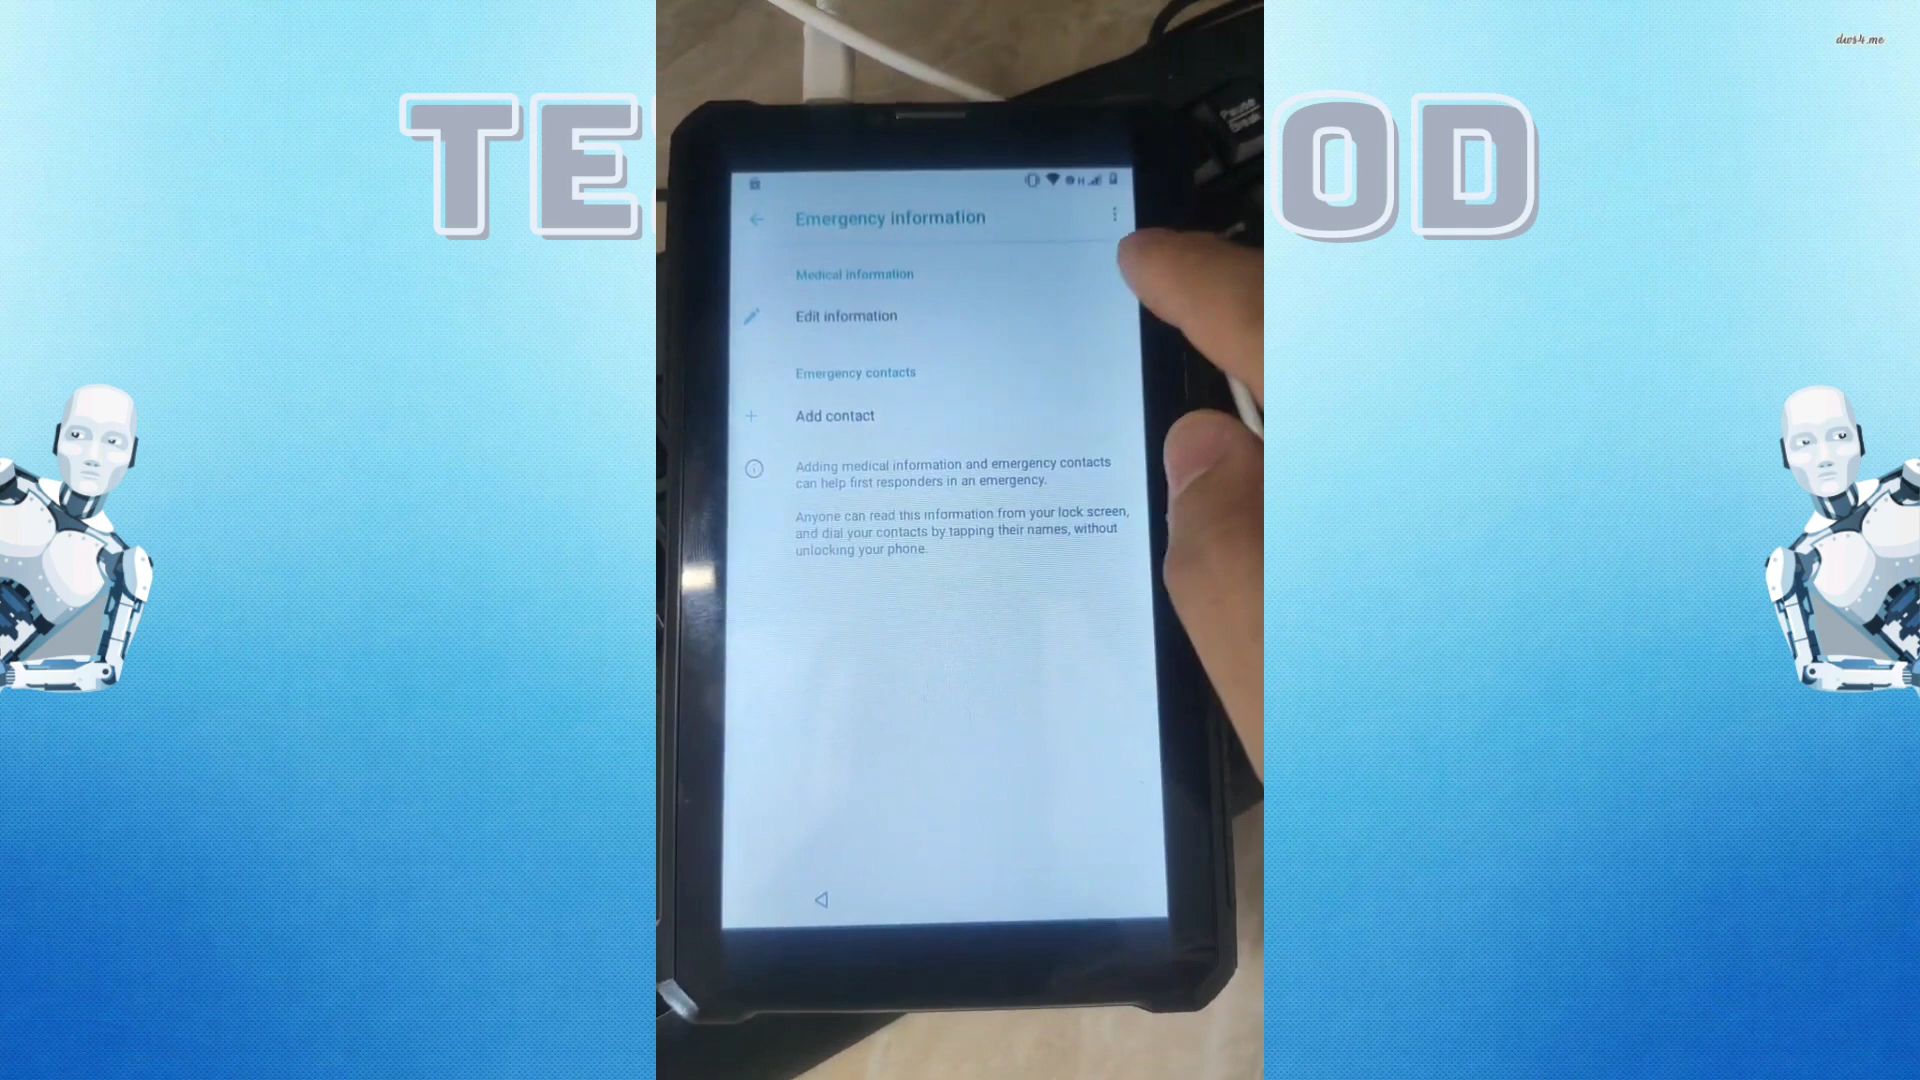 dws4.me
TE OD
Pause
Break
H
Emergency information
Medical information
Edit information
Emergency contacts
Add contact
Adding medical information and emergency contacts
can help first responders in an emergency.
Anyone can read this information from your lock screen,
and dial your contacts by tapping their names, without
unlocking your phone.